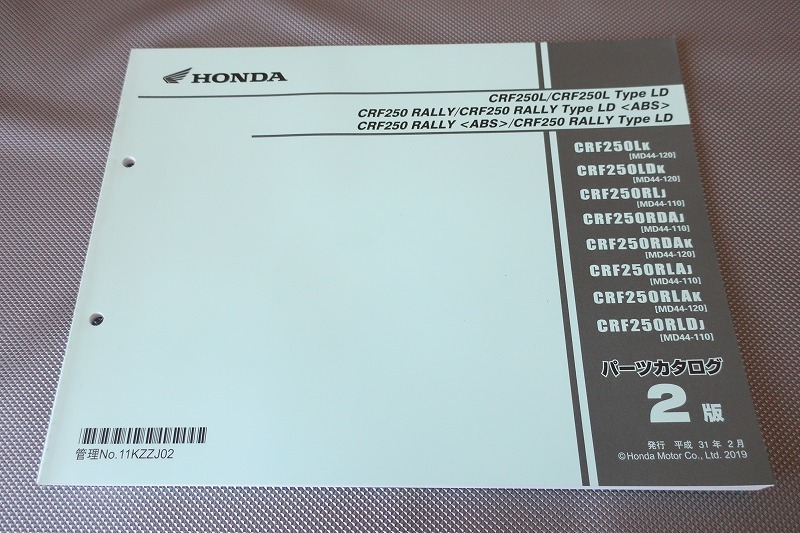 HONDA
CRF250L/CRF250L Type LD
CRF250 RALLY/CRF250 RALLY Type LD <ABS>
CRF250 RALLY <ABS>/CRF250 RALLY Type LD
CRF250LK
[MD44-120]
CRF250LDK
[MD44-120]
CRF250RLJ
[MD44-110]
CRF250RDAJ
[MD44-110]
CRF250RDAK
[MD44-120]
CRF250RLAJ
[MD44-110]
CRF250RLAK
[MD44-120]
CRF250RLDJ
[MD44-110]
パーツカタログ
2版
発行 平成 31年 2月
©Honda Motor Co., Ltd. 2019
管理No.11KZZJ02